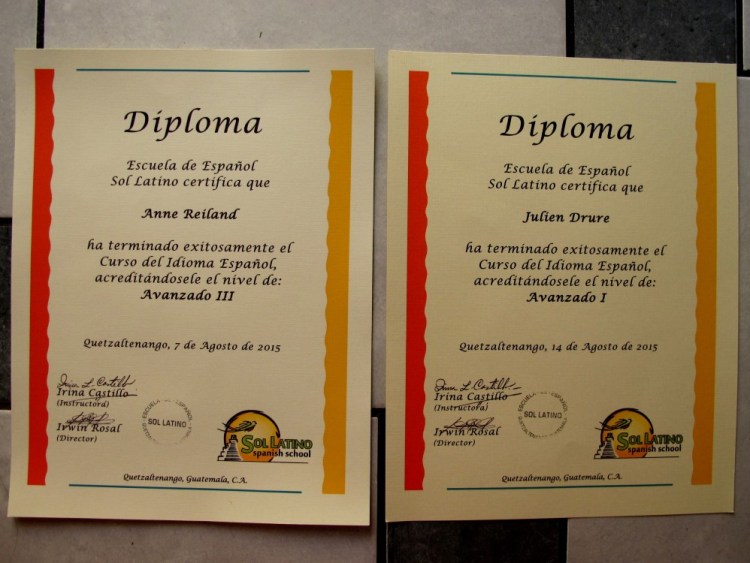 Diploma
Escuela de Español
Sol Latino certifica que
Anne Reiland
ha terminado exitosamente el
Curso del Idioma Español,
acreditándosele el nivel de:
Avanzado III
Quetzaltenango, 7 de Agosto de 2015
Irina Castillo
(Instructora)
Irwin Rosal
(Director)
SOL LATINO
SOL LATINO
spanish school
Quetzaltenango, Guatemala, C.A.
Diploma
Escuela de Español
Sol Latino certifica que
Julien Drure
ha terminado exitosamente el
Curso del Idioma Español,
acreditándosele el nivel de:
Avanzado I
Quetzaltenango, 14 de Agosto de 2015
Irina Castillo
(Instructora)
Irwin Rosal
(Director)
SOL LATINO
SOL LATINO
spanish school
Quetzaltenango, Guatemala, C.A.